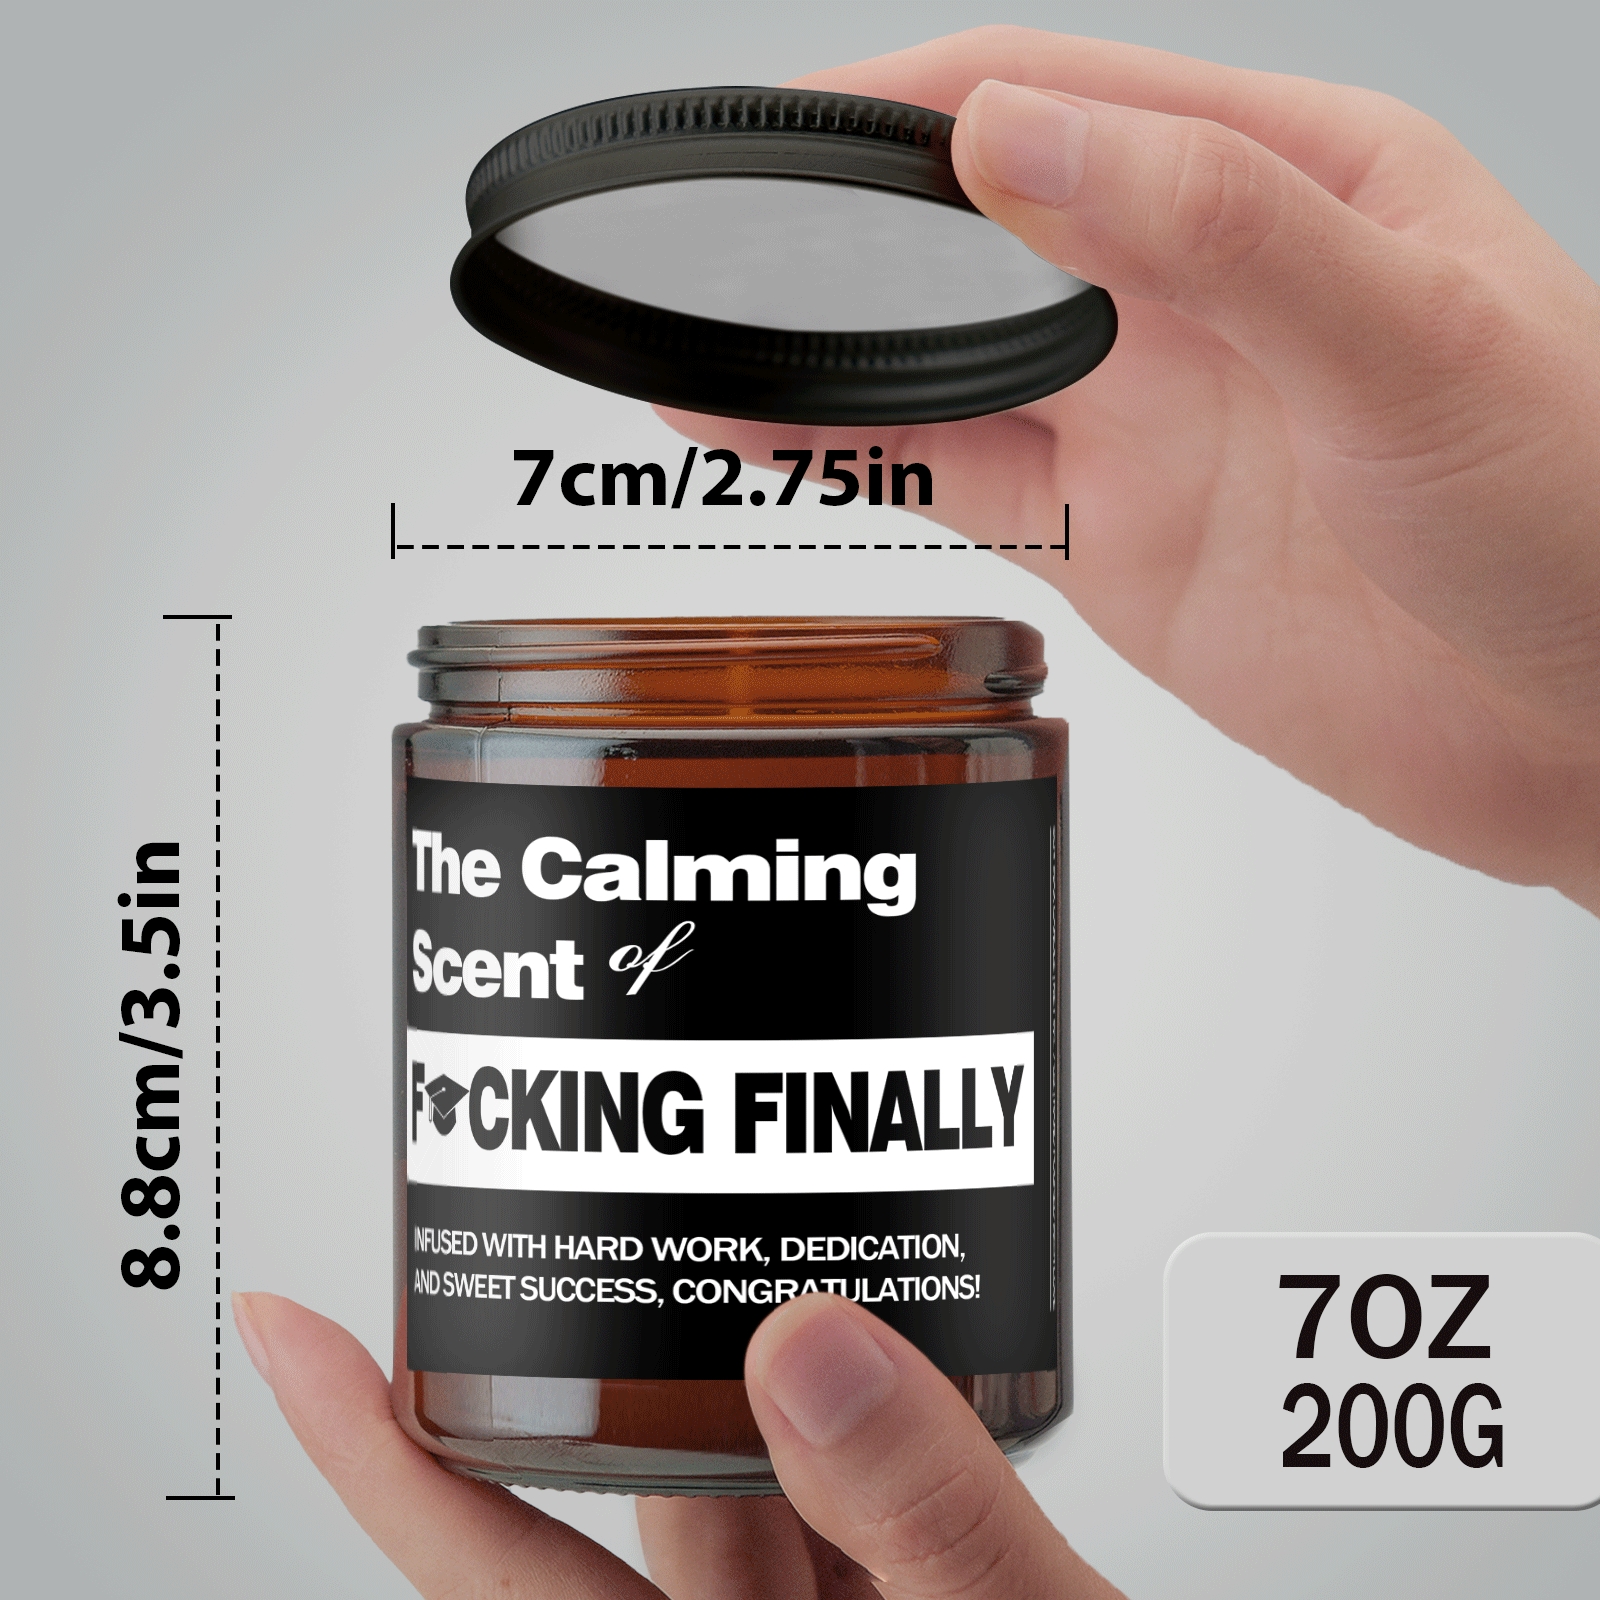 7cm/2.75in
8.8cm/3.5in
The Calming
Scent of
F CKING FINALLY
INFUSED WITH HARD WORK, DEDICATION,
AND SWEET SUCCESS, CONGRATULATIONS!
7OZ
200G